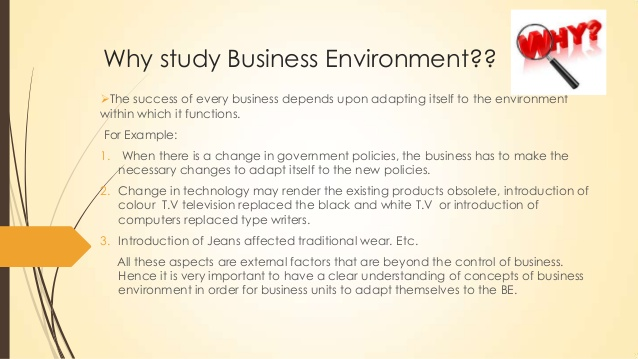 Why study Business Environment??
WHY?
➢The success of every business depends upon adapting itself to the environment
within which it functions.
For Example:
1. When there is a change in government policies, the business has to make the
necessary changes to adapt itself to the new policies.
2. Change in technology may render the existing products obsolete, introduction of
colour T.V television replaced the black and white T.V or introduction of
computers replaced type writers.
3. Introduction of Jeans affected traditional wear. Etc.
All these aspects are external factors that are beyond the control of business.
Hence it is very important to have a clear understanding of concepts of business
environment in order for business units to adapt themselves to the BE.